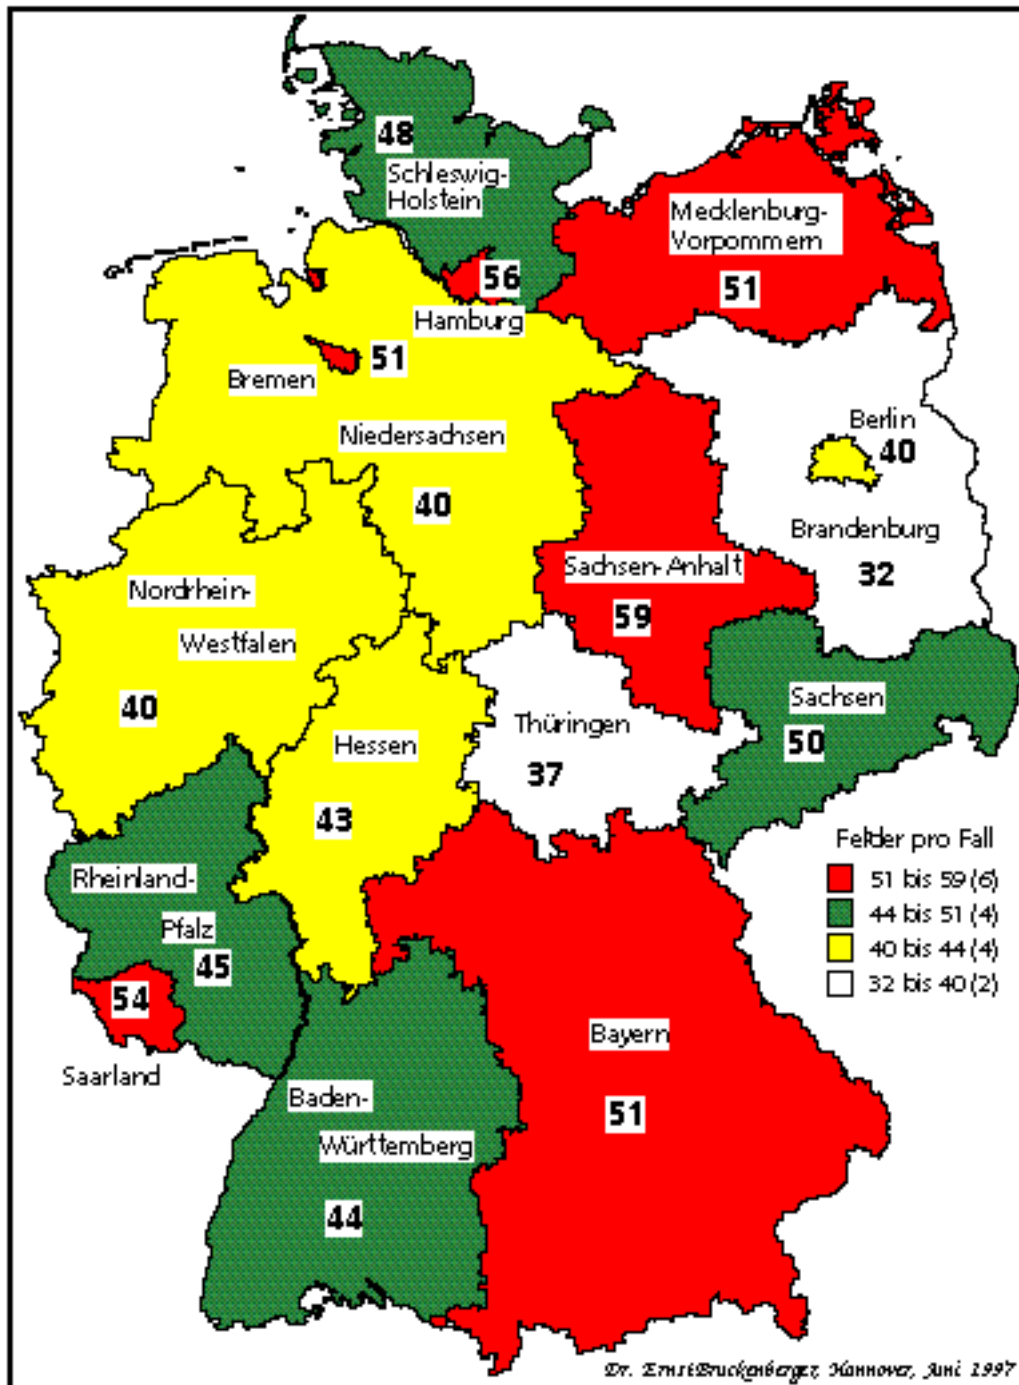 48
Schleswig-
Holstein
Mecklenburg-
Vorpommern
51
56
Hamburg
51
Bremen
Niedersachsen
40
Berlin
40
Brandenburg
32
Sachsen-Anhalt
59
Nordrhein-
Westfalen
40
Sachsen
50
Thüringen
37
Hessen
43
Felder pro Fall
51 bis 59 (6)
44 bis 51 (4)
40 bis 44 (4)
32 bis 40 (2)
Rheinland-
Pfalz
45
54
Saarland
Bayern
51
Baden-
Württemberg
44
Dr. Ernst Bruckenberger, Hannover, Juni 1997